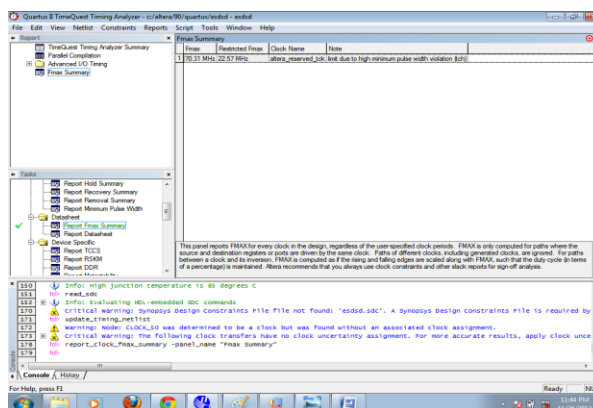 Quartus II TimeQuest Timing Analyzer - c:/altera/90/quartus/esdsd - esdsd
File Edit View Netlist Constraints Reports Script Tools Window Help
Report
TimeQuest Timing Analyzer Summary
Parallel Compilation
Advanced I/O Timing
Fmax Summary
Fmax Summary
Fmax Restricted Fmax Clock Name Note
1 70.31 MHz 22.57 MHz altera_reserved_tck limit due to high minimum pulse width violation (tch)
Tasks
Report Hold Summary
Report Recovery Summary
Report Removal Summary
Report Minimum Pulse Width
Datasheet
Report Fmax Summary
Report Datasheet
Device Specific
Report TCCS
Report RSKM
Report DDR
Report Metastability
This panel reports FMAX for every clock in the design, regardless of the user-specified clock periods. FMAX is only computed for paths where the
source and destination registers or ports are driven by the same clock. Paths of different clocks, including generated clocks, are ignored. For paths
between a clock and its inversion, FMAX is computed as if the rising and falling edges are scaled along with FMAX, such that the duty cycle (in terms
of a percentage) is maintained. Altera recommends that you always use clock constraints and other slack reports for sign-off analysis.
150 Info: High junction temperature is 85 degrees C
151 tcl> read_sdc
152 Info: Evaluating HDL-embedded SDC commands
170 Critical Warning: Synopsys Design Constraints File file not found: 'esdsd.sdc'. A Synopsys Design Constraints File is required by
171 tcl> update_timing_netlist
172 Warning: Node: CLOCK_50 was determined to be a clock but was found without an associated clock assignment.
173 Critical Warning: The following clock transfers have no clock uncertainty assignment. For more accurate results, apply clock unce
178 tcl> report_clock_fmax_summary -panel_name "Fmax Summary"
179 tcl>
Console
Console History
For Help, press F1
Ready
11:44 PM